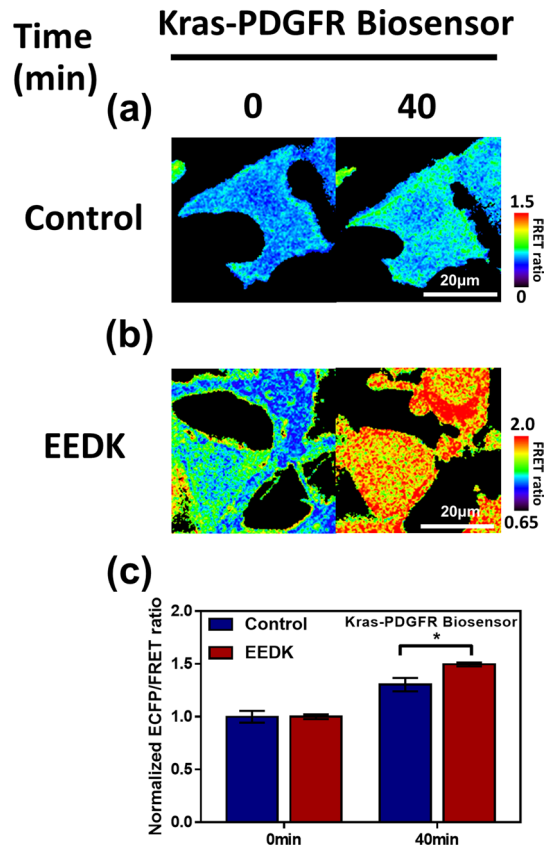 Kras-PDGFR Biosensor
Time
(min)
(a)
0
40
Control
1.5
FRET ratio
0
20μm
(b)
EEDK
2.0
FRET ratio
0.65
20μm
(c)
Normalized ECFP/FRET ratio
2.0
1.5
1.0
0.5
0.0
Control
EEDK
Kras-PDGFR Biosensor
*
0min
40min